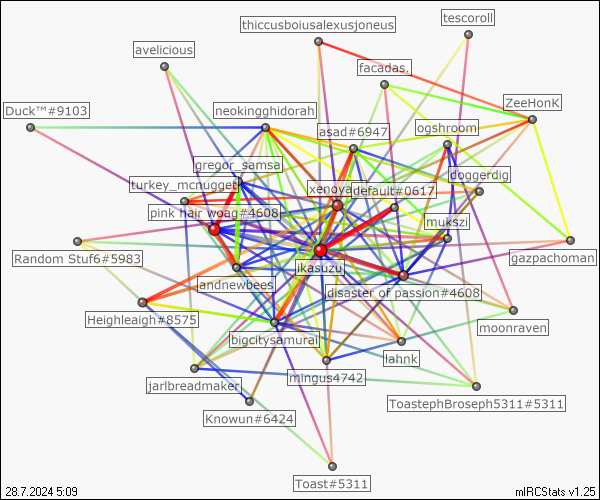 thiccusboiusalexusjoneus
tescoroll
avelicious
facadas.
Duck™#9103
neokingghidorah
ZeeHonK
asad#6947
ogshroom
gregor_samsa
doggerdig
turkey_mcnugget
xenoyai
default#0617
pink hair woag#4608
mukszi
Random Stuf6#5983
jkasuzu
gazpachoman
andnewbees
disaster of passion#4608
Heighleaigh#8575
moonraven
bigcitysamurai
lahnk
jarlbreadmaker
mingus4742
ToastephBroseph5311#5311
Knowun#6424
Toast#5311
28.7.2024 5:09
mIRCStats v1.25